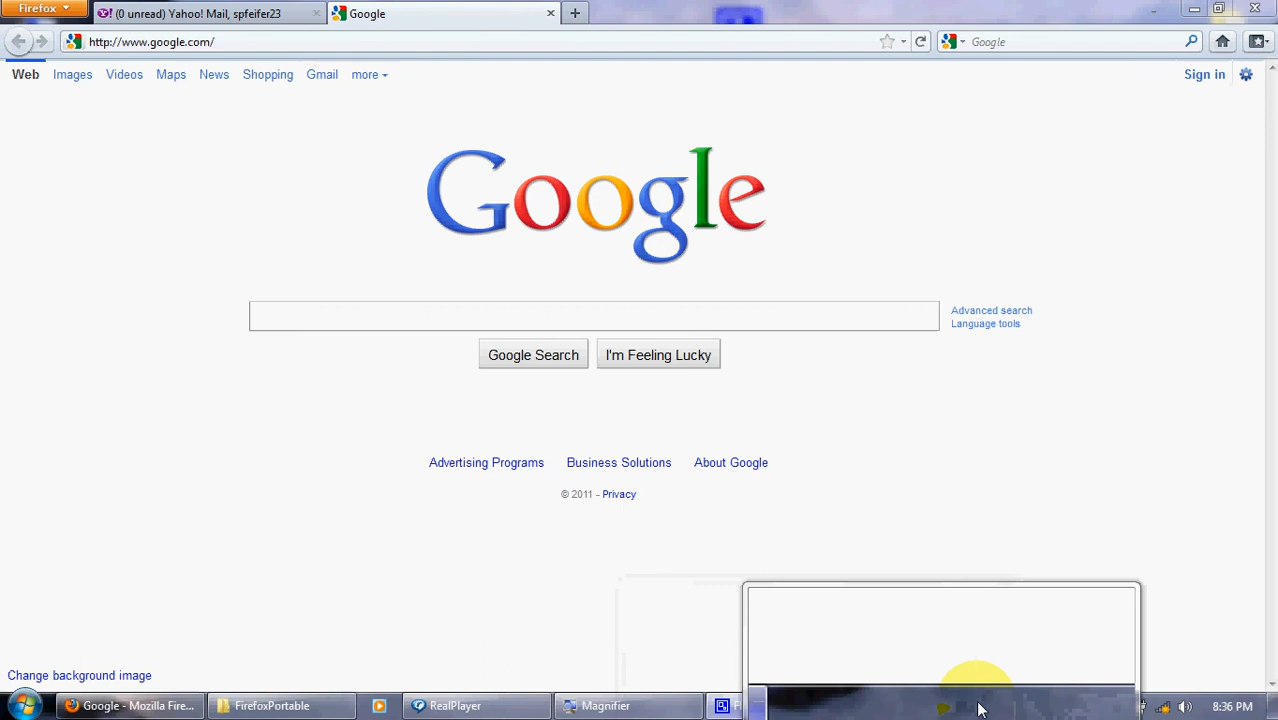 Firefox
(0 unread) Yahoo! Mail, spfeifer23
Google
http://www.google.com/
Google
Web Images Videos Maps News Shopping Gmail more
Sign in
Google
Advanced search
Language tools
Google Search I'm Feeling Lucky
Advertising Programs Business Solutions About Google
© 2011 - Privacy
Change background image
Google - Mozilla Fire...
FirefoxPortable
RealPlayer
Magnifier
8:36 PM